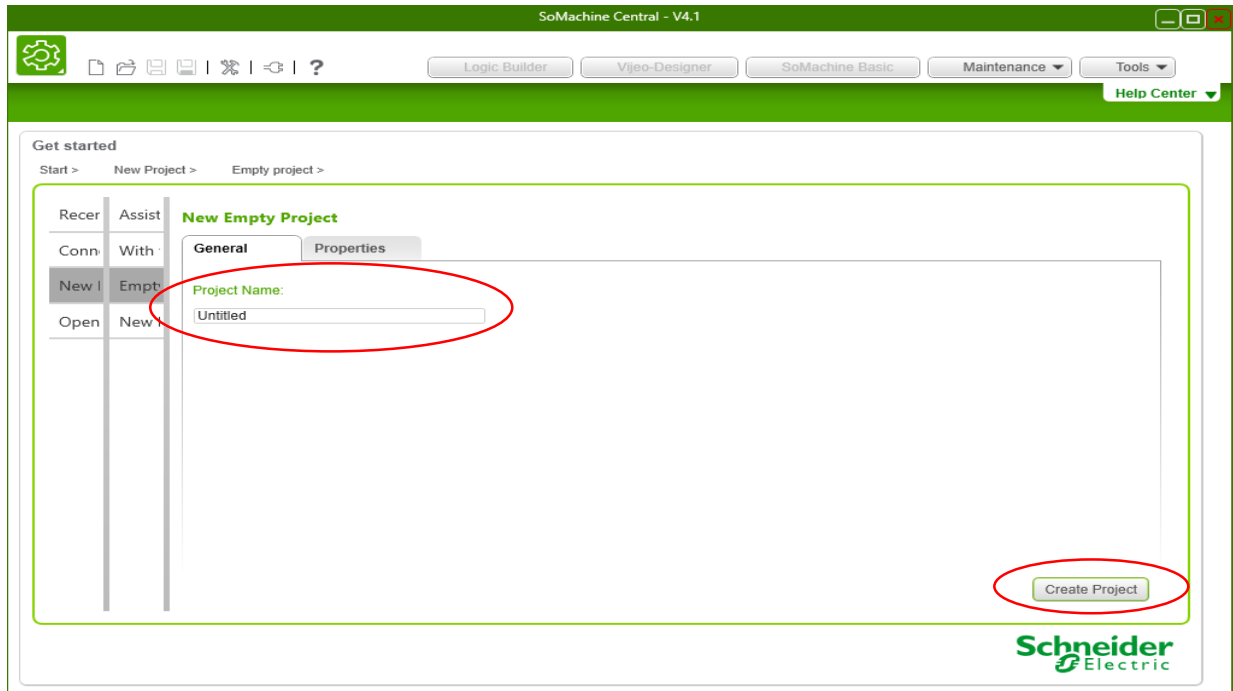 SoMachine Central - V4.1
? Logic Builder Vijeo-Designer SoMachine Basic Maintenance Tools
Help Center
Get started
Start > New Project > Empty project >
Recer Assist New Empty Project
General Properties
Conn With
New Empt Project Name:
Untitled
Open New
Create Project
Schneider
Electric